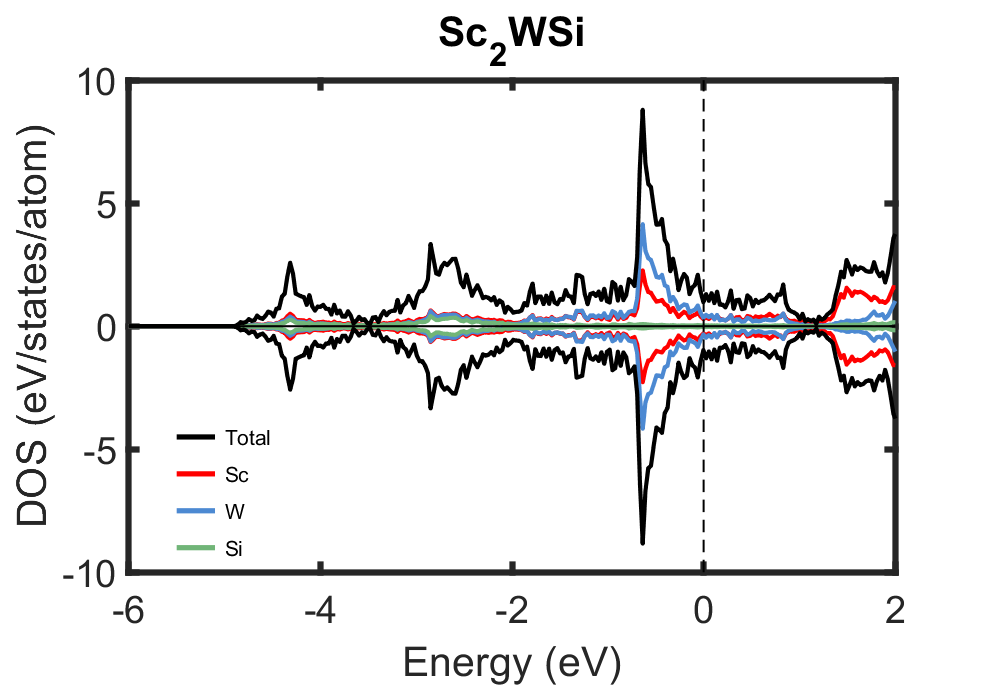 Sc₂WSi
DOS (eV/states/atom)
10
5
0
-5
-10
Total
Sc
W
Si
-6 -4 -2 0 2
Energy (eV)